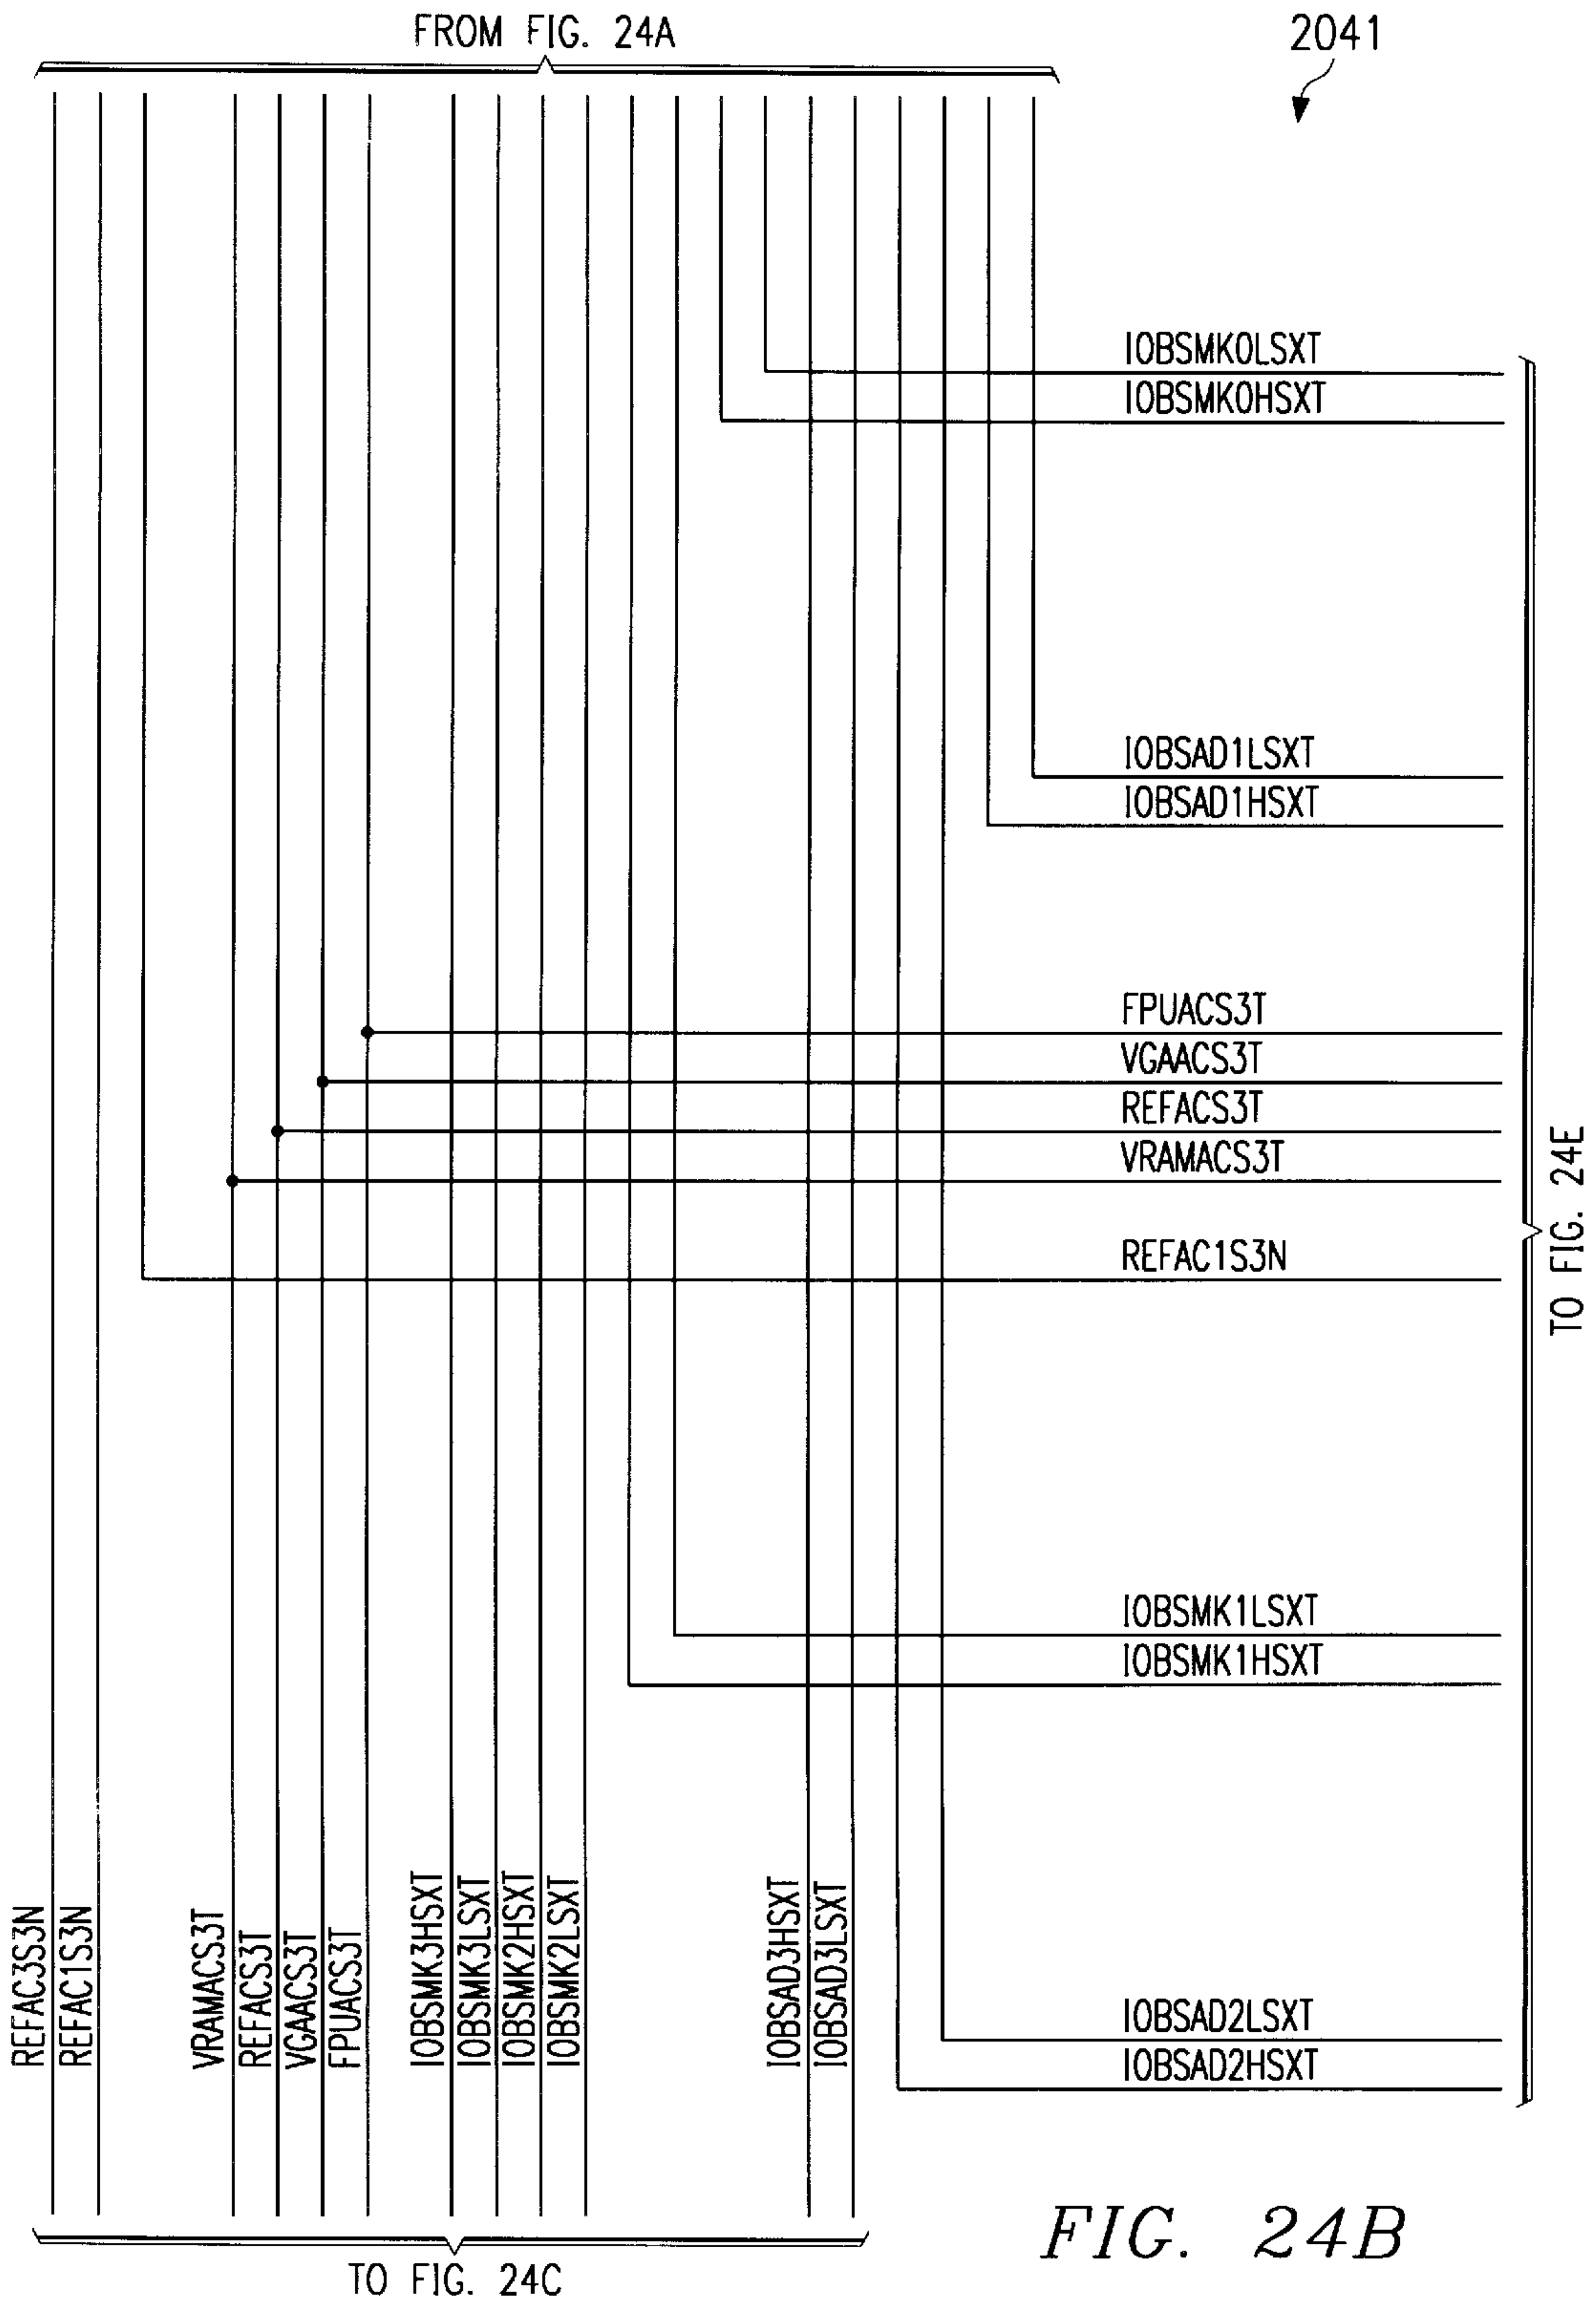 FROM FIG. 24A
2041
IOBSMK0LSXT
IOBSMK0HSXT
IOBSAD1LSXT
IOBSAD1HSXT
FPUACS3T
VGAACS3T
REFACS3T
VRAMACS3T
REFAC1S3N
TO FIG. 24E
IOBSMK1LSXT
IOBSMK1HSXT
REFAC3S3N
REFAC1S3N
VRAMACS3T
REFACS3T
VGAACS3T
FPUACS3T
IOBSMK3HSXT
IOBSMK3LSXT
IOBSMK2HSXT
IOBSMK2LSXT
IOBSAD3HSXT
IOBSAD3LSXT
IOBSAD2LSXT
IOBSAD2HSXT
TO FIG. 24C
FIG. 24B